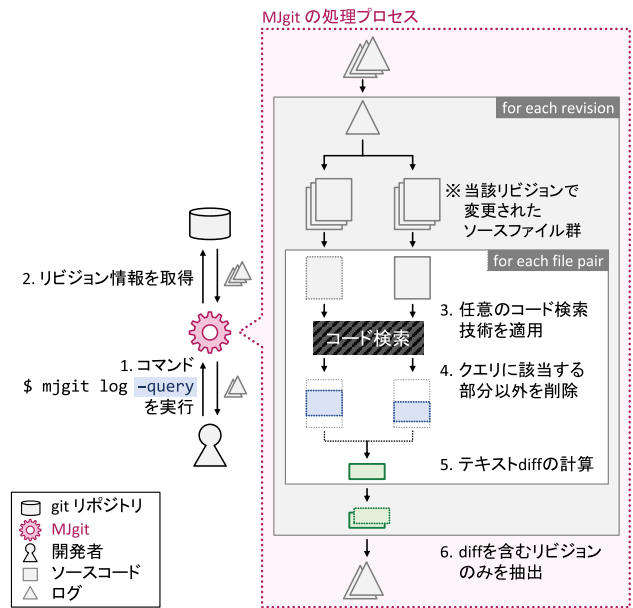 MJgit の処理プロセス
for each revision
※ 当該リビジョンで
変更された
ソースファイル群
for each file pair
2. リビジョン情報を取得
3. 任意のコード検索
技術を適用
コード検索
1. コマンド
$ mjgit log –query
を実行
4. クエリに該当する
部分以外を削除
5. テキストdiffの計算
6. diffを含むリビジョン
のみを抽出
git リポジトリ
MJgit
開発者
ソースコード
ログ